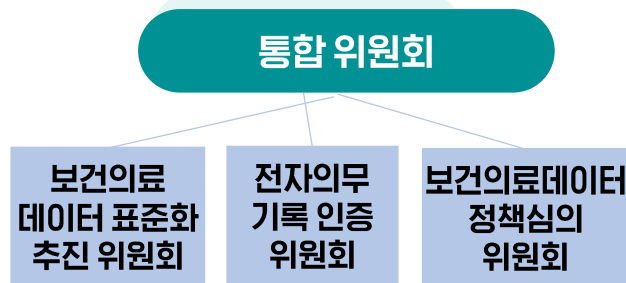 통합 위원회
보건의료
데이터 표준화
추진 위원회
전자의무
기록 인증
위원회
보건의료데이터
정책심의
위원회